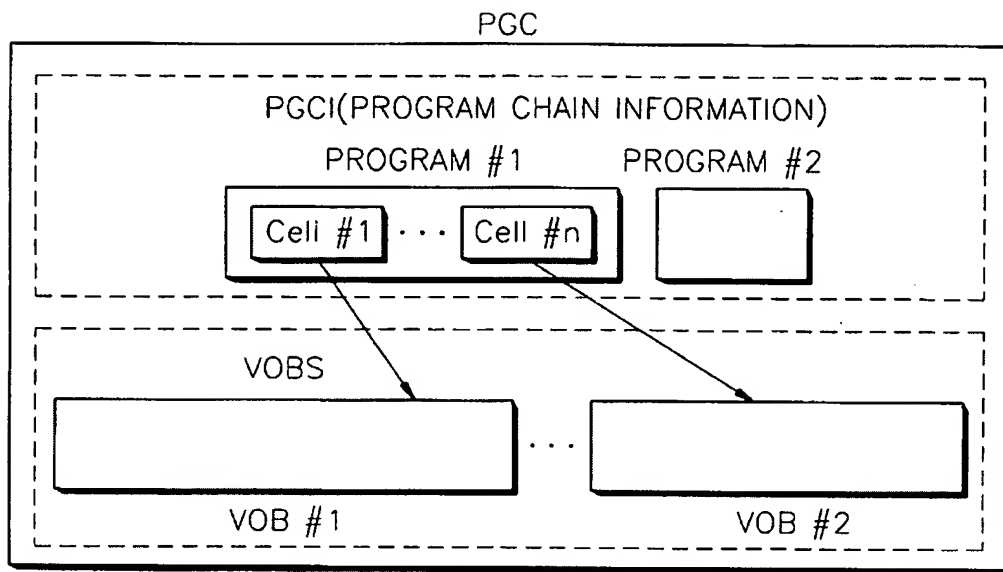 PGC
PGCI(PROGRAM CHAIN INFORMATION)
PROGRAM #1 PROGRAM #2
Cell #1 ··· Cell #n
VOBS
···
VOB #1 VOB #2